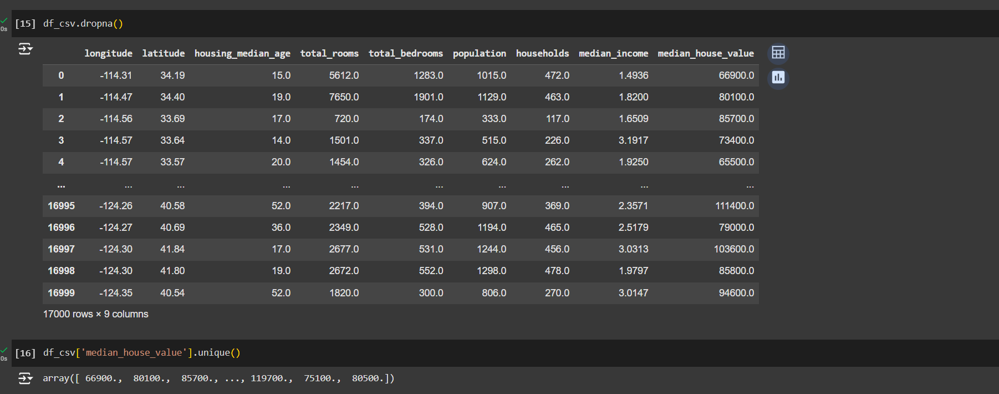 [15] df_csv.dropna()
0s
longitude latitude housing_median_age total_rooms total_bedrooms population households median_income median_house_value
0 -114.31 34.19 15.0 5612.0 1283.0 1015.0 472.0 1.4936 66900.0
1 -114.47 34.40 19.0 7650.0 1901.0 1129.0 463.0 1.8200 80100.0
2 -114.56 33.69 17.0 720.0 174.0 333.0 117.0 1.6509 85700.0
3 -114.57 33.64 14.0 1501.0 337.0 515.0 226.0 3.1917 73400.0
4 -114.57 33.57 20.0 1454.0 326.0 624.0 262.0 1.9250 65500.0
... ... ... ... ... ... ... ... ... ...
16995 -124.26 40.58 52.0 2217.0 394.0 907.0 369.0 2.3571 111400.0
16996 -124.27 40.69 36.0 2349.0 528.0 1194.0 465.0 2.5179 79000.0
16997 -124.30 41.84 17.0 2677.0 531.0 1244.0 456.0 3.0313 103600.0
16998 -124.30 41.80 19.0 2672.0 552.0 1298.0 478.0 1.9797 85800.0
16999 -124.35 40.54 52.0 1820.0 300.0 806.0 270.0 3.0147 94600.0
17000 rows × 9 columns
[16] df_csv['median_house_value'].unique()
0s
array([ 66900., 80100., 85700., ..., 119700., 75100., 80500.])